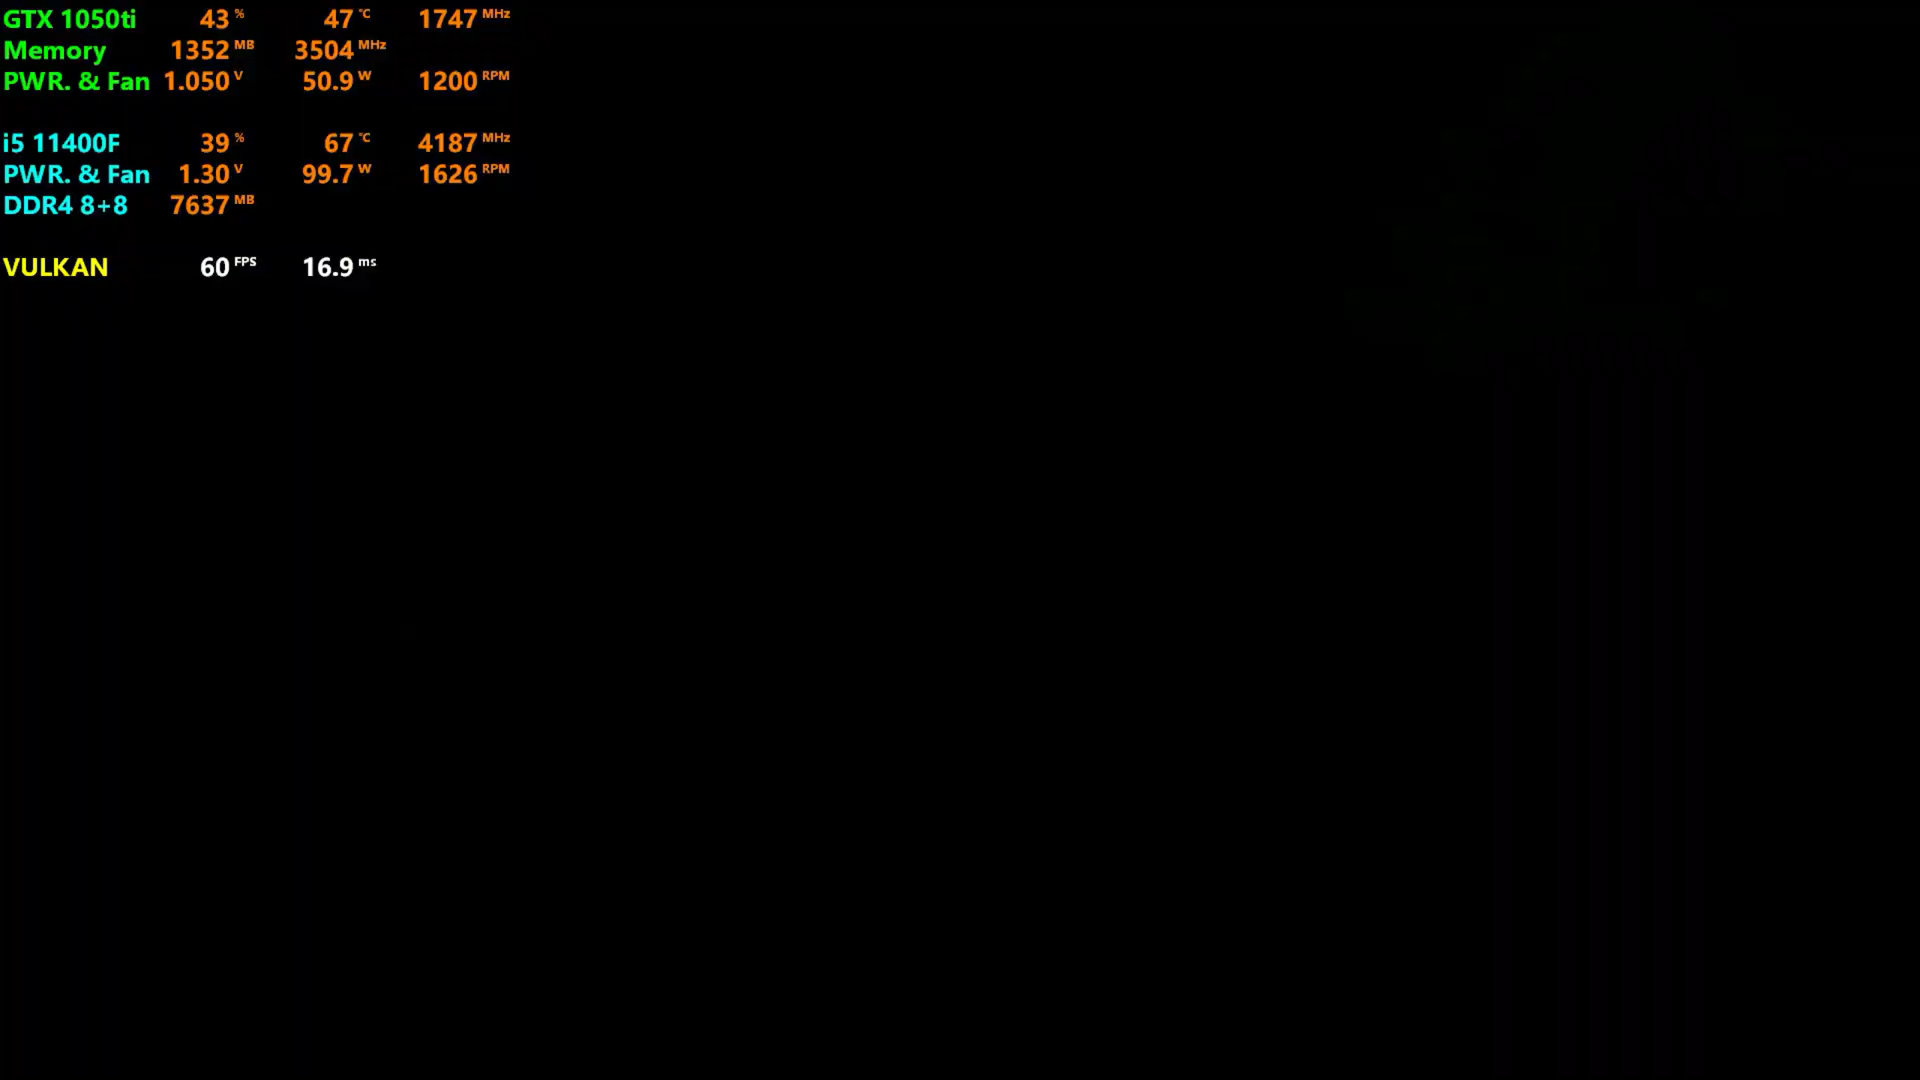 GTX 1050ti 43 % 47 °C 1747 MHz
Memory 1352 MB 3504 MHz
PWR. & Fan 1.050 V 50.9 W 1200 RPM
i5 11400F 39 % 67 °C 4187 MHz
PWR. & Fan 1.30 V 99.7 W 1626 RPM
DDR4 8+8 7637 MB
VULKAN 60 FPS 16.9 ms